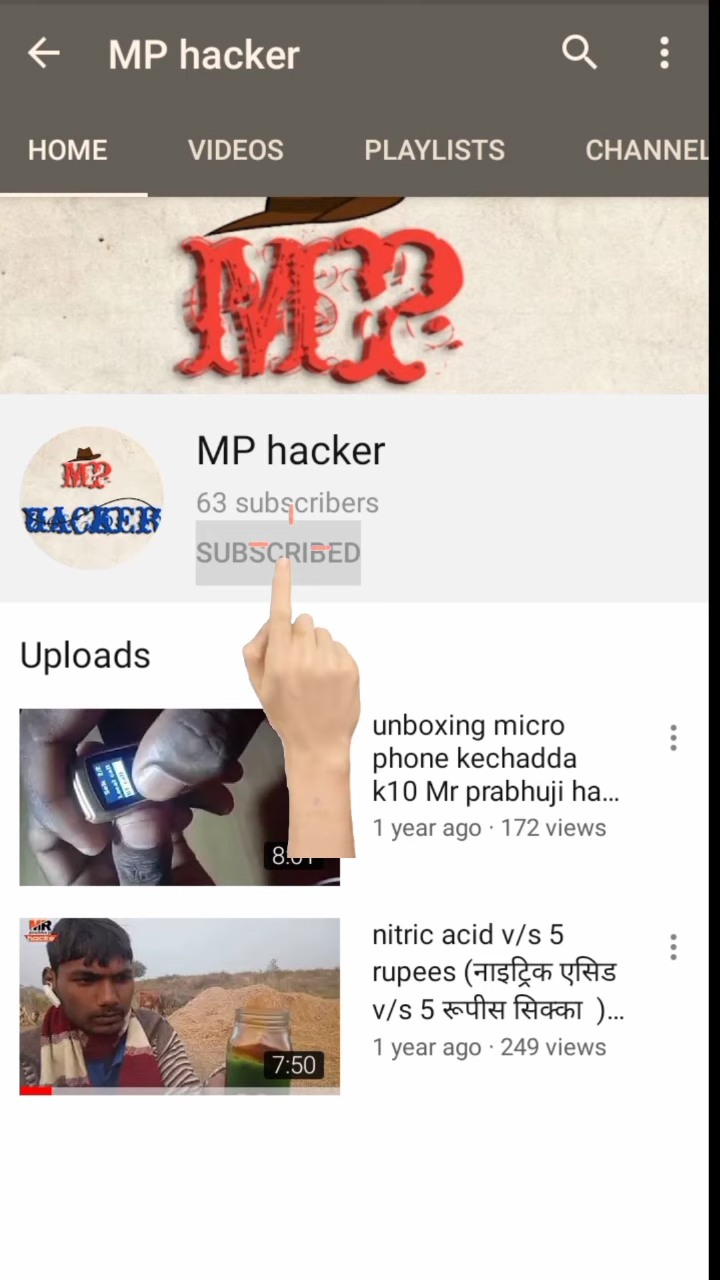 MP hacker
HOME VIDEOS PLAYLISTS CHANNEL
MP
MP hacker
MP
HACKER
63 subscribers
SUBSCRIBED
Uploads
unboxing micro
phone kechadda
k10 Mr prabhuji ha...
1 year ago · 172 views
MR
nitric acid v/s 5
rupees (नाइट्रिक एसिड
v/s 5 रूपीस सिक्का )...
1 year ago · 249 views
7:50